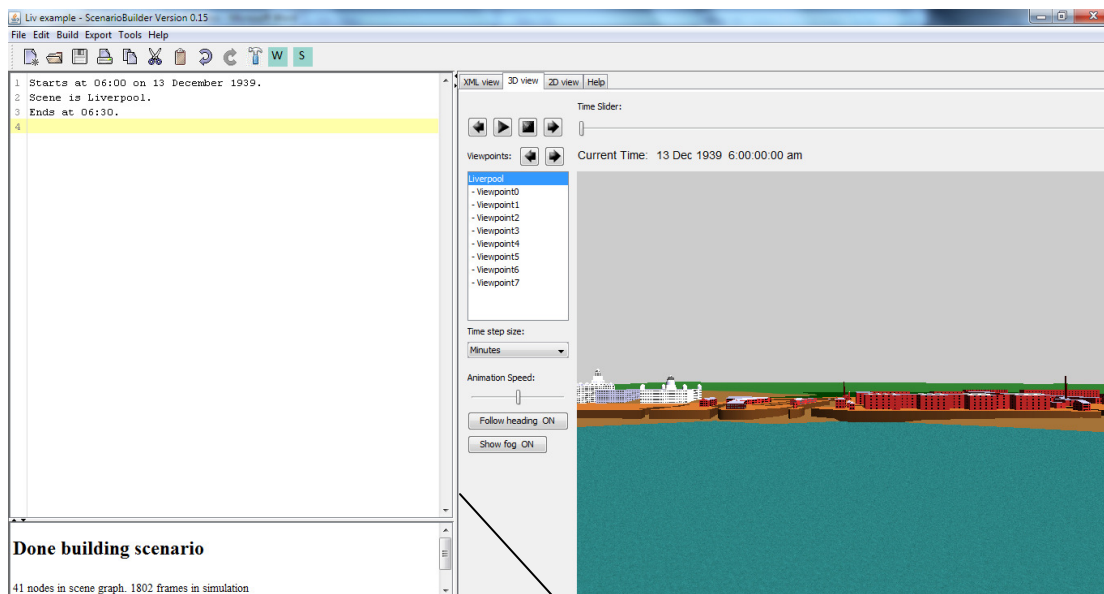 Liv example - ScenarioBuilder Version 0.15
File Edit Build Export Tools Help
W S
1 Starts at 06:00 on 13 December 1939.
2 Scene is Liverpool.
3 Ends at 06:30.
4
XML view 3D view 2D view Help
Time Slider:
Viewpoints:
Current Time: 13 Dec 1939 6:00:00:00 am
Liverpool
- Viewpoint0
- Viewpoint1
- Viewpoint2
- Viewpoint3
- Viewpoint4
- Viewpoint5
- Viewpoint6
- Viewpoint7
Time step size:
Minutes
Animation Speed:
Follow heading ON
Show fog ON
Done building scenario
41 nodes in scene graph. 1802 frames in simulation